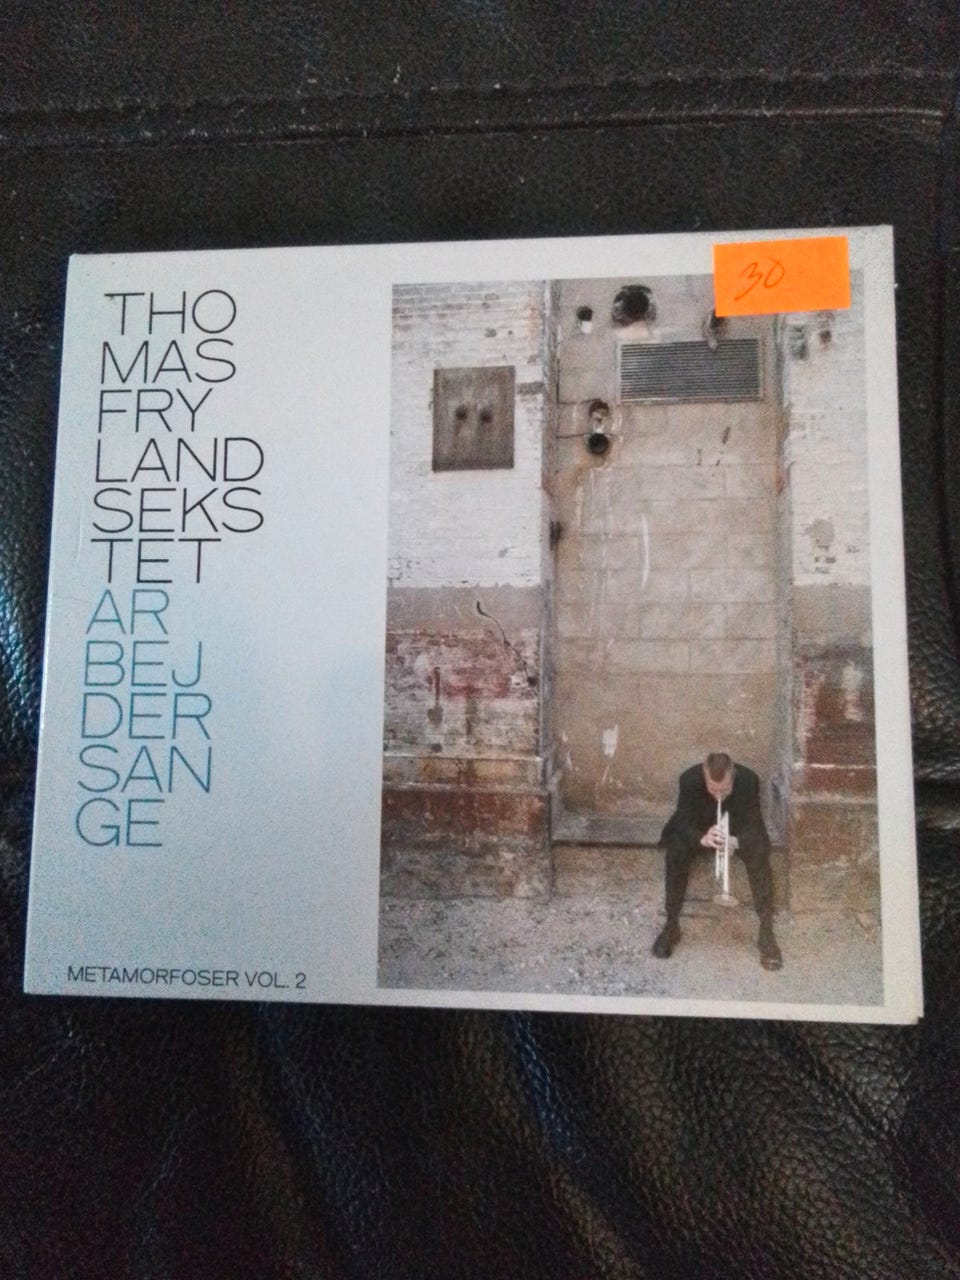 30
THO
MAS
FRY
LAND
SEKS
TET
AR
BEJ
DER
SAN
GE
METAMORFOSER VOL. 2